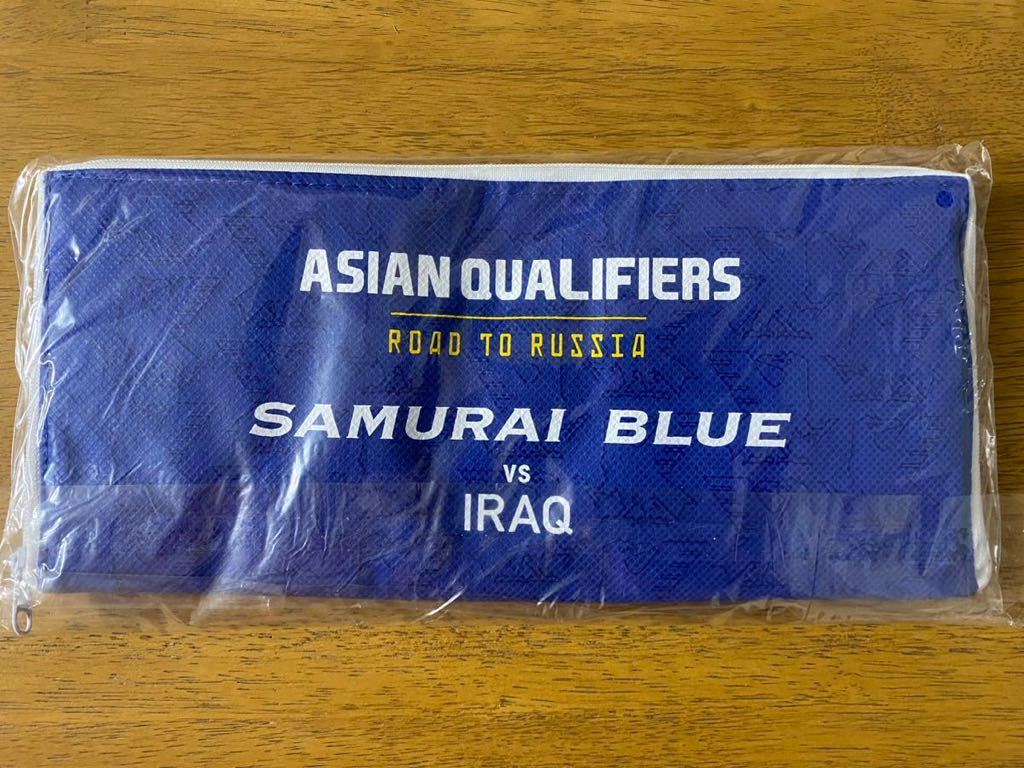 ASIAN QUALIFIERS
ROAD TO RUSSIA
SAMURAI BLUE
VS
IRAQ